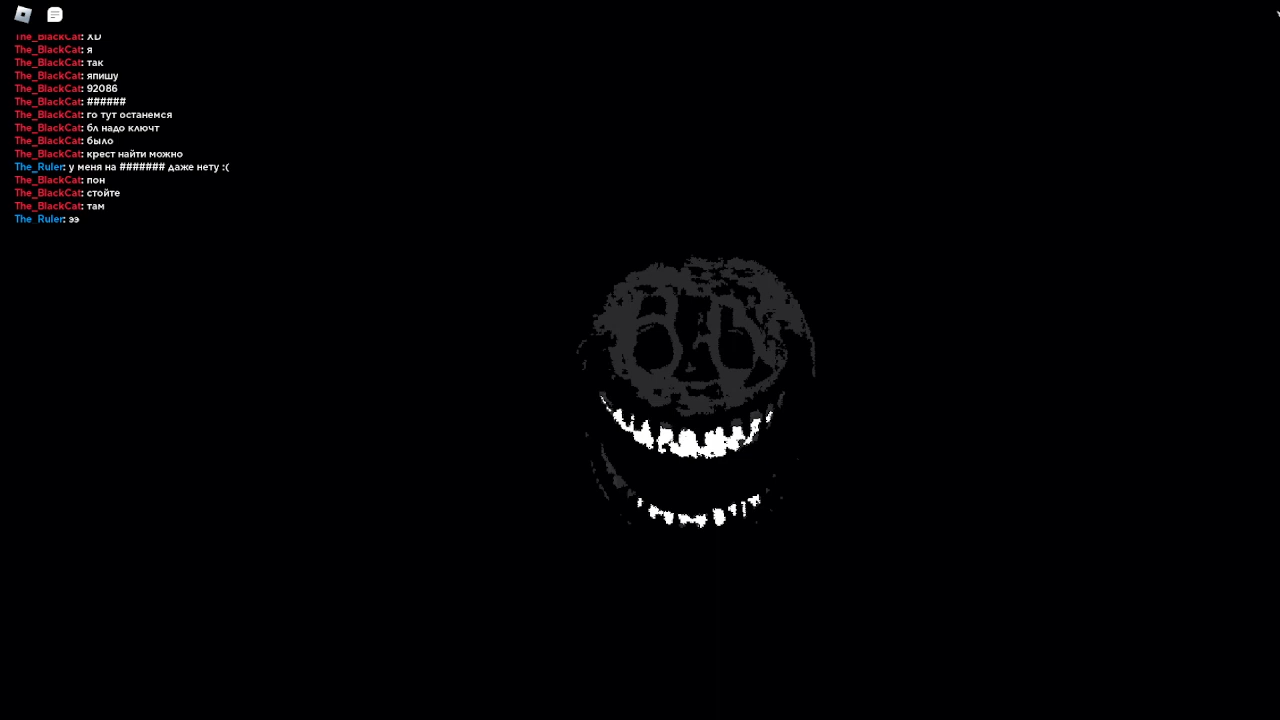 The_BlackCat: XD
The_BlackCat: я
The_BlackCat: так
The_BlackCat: япишу
The_BlackCat: 92086
The_BlackCat: ######
The_BlackCat: го тут останемся
The_BlackCat: бл надо ключт
The_BlackCat: было
The_BlackCat: крест найти можно
The_Ruler: у меня на ####### даже нету :(
The_BlackCat: пон
The_BlackCat: стойте
The_BlackCat: там
The_Ruler: ээ